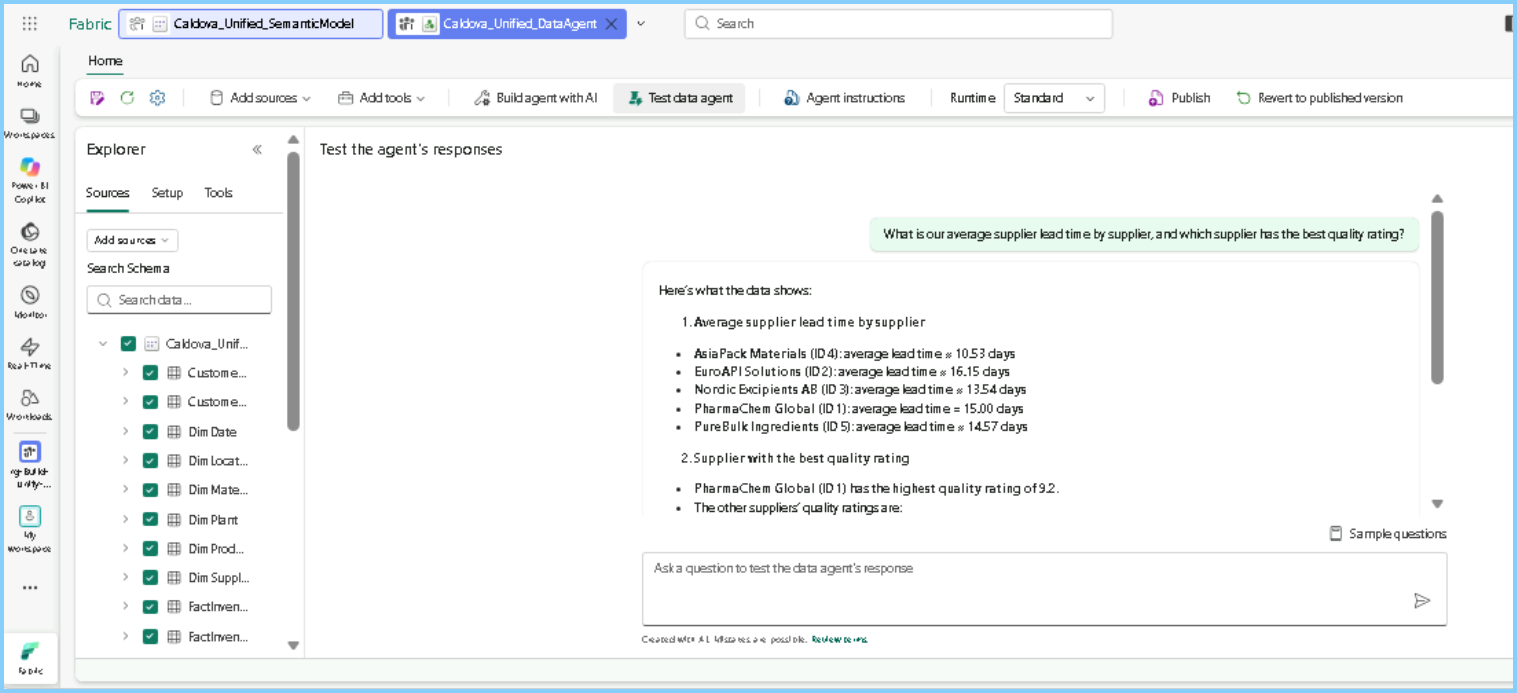 Fabric
Caldova_Unified_SemanticModel
Caldova_Unified_DataAgent
Search
Home
Home
Workspaces
Power BI
Copilot
OneLake
catalog
Monitor
Real-Time
Workloads
My
workspace
...
Fabric
Add sources
Add tools
Build agent with AI
Test data agent
Agent instructions
Runtime
Standard
Publish
Revert to published version
Explorer
Sources Setup Tools
Add sources
Search Schema
Search data...
Caldova_Unif...
Custome...
Custome...
Dim Date
Dim Locat...
Dim Mate...
Dim Plant
Dim Prod...
Dim Suppl...
FactInven...
FactInven...
Test the agent's responses
What is our average supplier lead time by supplier, and which supplier has the best quality rating?
Here's what the data shows:
1. Average supplier lead time by supplier
• AsiaPack Materials (ID 4): average lead time ≈ 10.53 days
• EuroAPI Solutions (ID 2): average lead time ≈ 16.15 days
• Nordic Excipients AB (ID 3): average lead time ≈ 13.54 days
• PharmaChem Global (ID 1): average lead time = 15.00 days
• PureBulk Ingredients (ID 5): average lead time ≈ 14.57 days
2. Supplier with the best quality rating
• PharmaChem Global (ID 1) has the highest quality rating of 9.2.
• The other suppliers' quality ratings are:
Sample questions
Ask a question to test the data agent's response
Created with AI. Mistakes are possible. Review terms